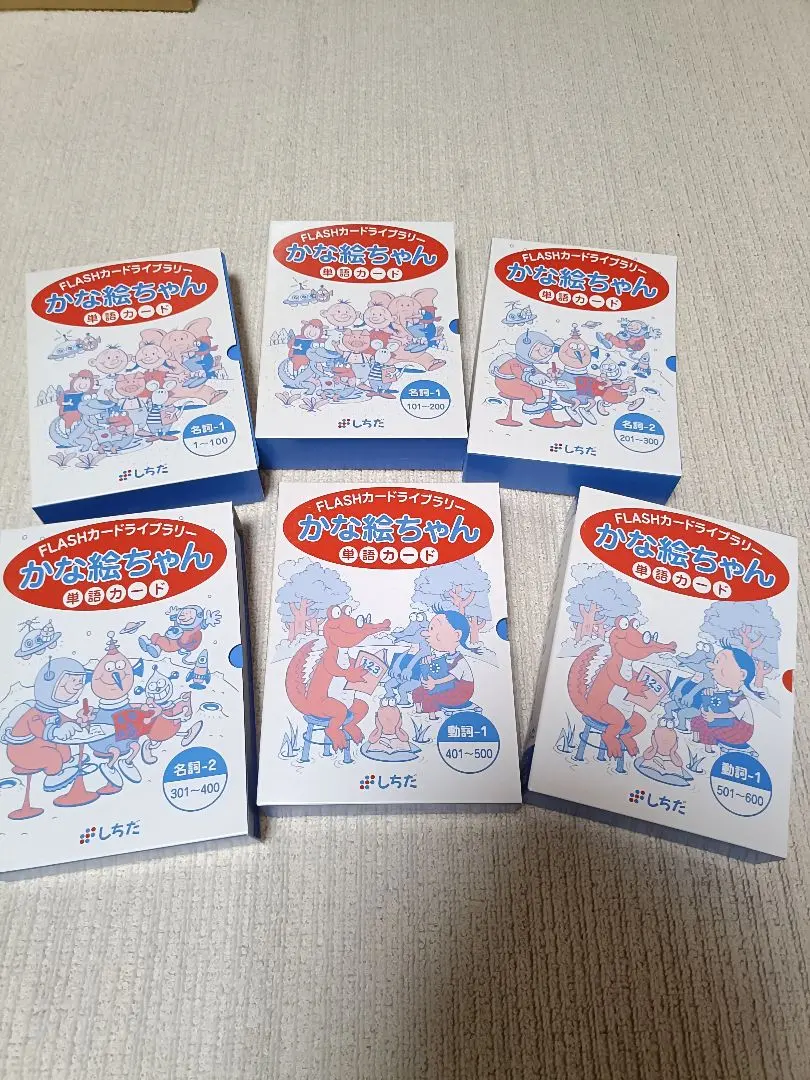 FLASHカードライブラリー
かな絵ちゃん
単語カード
名詞-1
1〜100
しちだ
FLASHカードライブラリー
かな絵ちゃん
単語カード
名詞-1
101〜200
しちだ
FLASHカードライブラリー
かな絵ちゃん
単語カード
名詞-2
201〜300
しちだ
FLASHカードライブラリー
かな絵ちゃん
単語カード
名詞-2
301〜400
しちだ
FLASHカードライブラリー
かな絵ちゃん
単語カード
123
動詞-1
401〜500
しちだ
FLASHカードライブラリー
かな絵ちゃん
単語カード
123
動詞-1
501〜600
しちだ